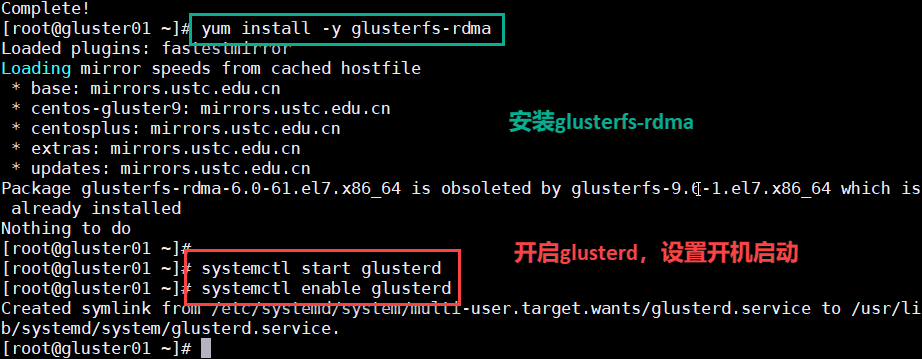 Complete!
[root@gluster01 ~]# yum install -y glusterfs-rdma
Loaded plugins: fastestmirror
Loading mirror speeds from cached hostfile
 * base: mirrors.ustc.edu.cn
 * centos-gluster9: mirrors.ustc.edu.cn
 * centosplus: mirrors.ustc.edu.cn
安装glusterfs-rdma
 * extras: mirrors.ustc.edu.cn
 * updates: mirrors.ustc.edu.cn
Package glusterfs-rdma-6.0-61.el7.x86_64 is obsoleted by glusterfs-9.6-1.el7.x86_64 which is
 already installed
Nothing to do
[root@gluster01 ~]#
开启glusterd，设置开机启动
[root@gluster01 ~]# systemctl start glusterd
[root@gluster01 ~]# systemctl enable glusterd
Created symlink from /etc/systemd/system/multi-user.target.wants/glusterd.service to /usr/li
b/systemd/system/glusterd.service.
[root@gluster01 ~]#